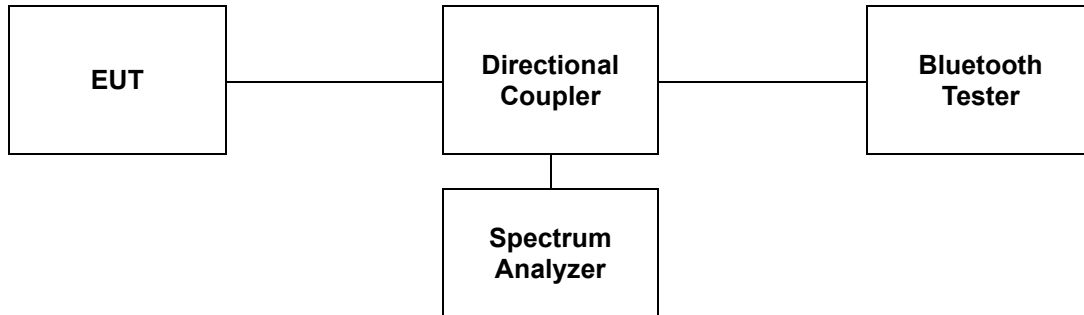 EUT
Directional
Coupler
Bluetooth
Tester
Spectrum
Analyzer